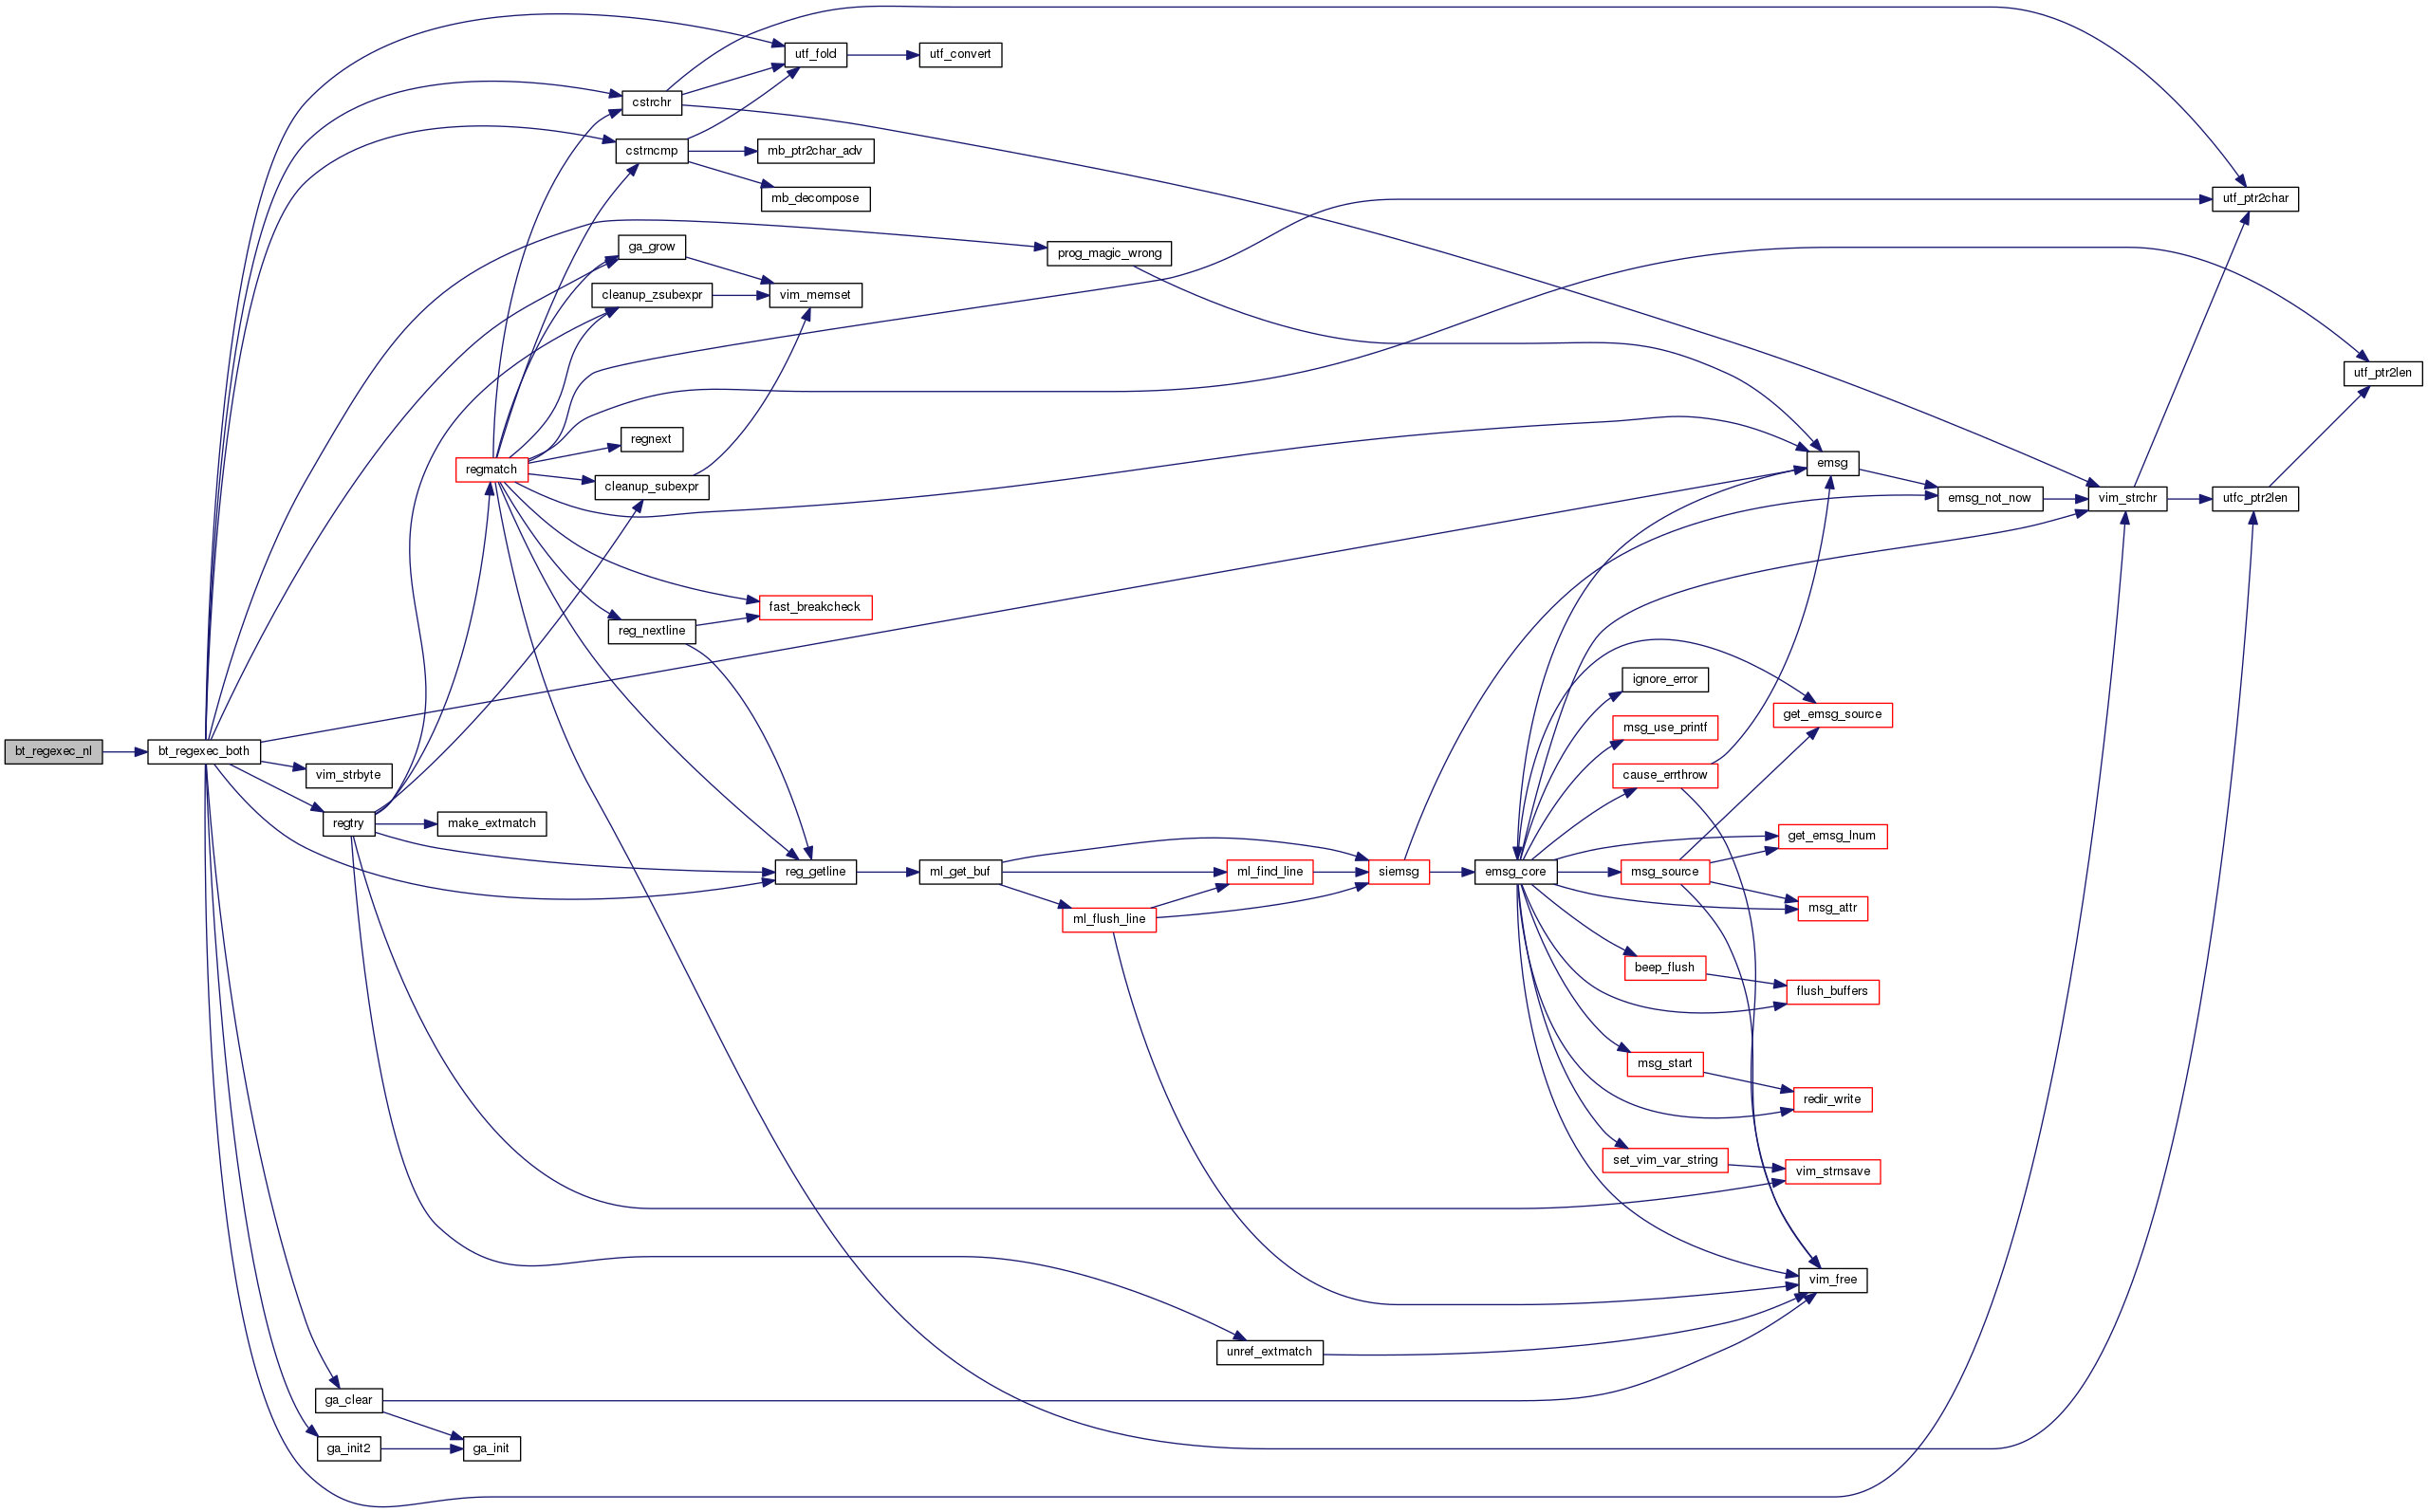 utf_fold
utf_convert
cstrchr
cstrncmp
mb_ptr2char_adv
mb_decompose
utf_ptr2char
ga_grow
prog_magic_wrong
cleanup_zsubexpr
vim_memset
utf_ptr2len
regnext
regmatch
emsg
cleanup_subexpr
emsg_not_now
vim_strchr
utfc_ptr2len
fast_breakcheck
reg_nextline
ignore_error
get_emsg_source
msg_use_printf
bt_regexec_nl
bt_regexec_both
vim_strbyte
cause_errthrow
regtry
make_extmatch
get_emsg_lnum
reg_getline
ml_get_buf
ml_find_line
siemsg
emsg_core
msg_source
ml_flush_line
msg_attr
beep_flush
flush_buffers
msg_start
redir_write
set_vim_var_string
vim_strnsave
vim_free
unref_extmatch
ga_clear
ga_init2
ga_init